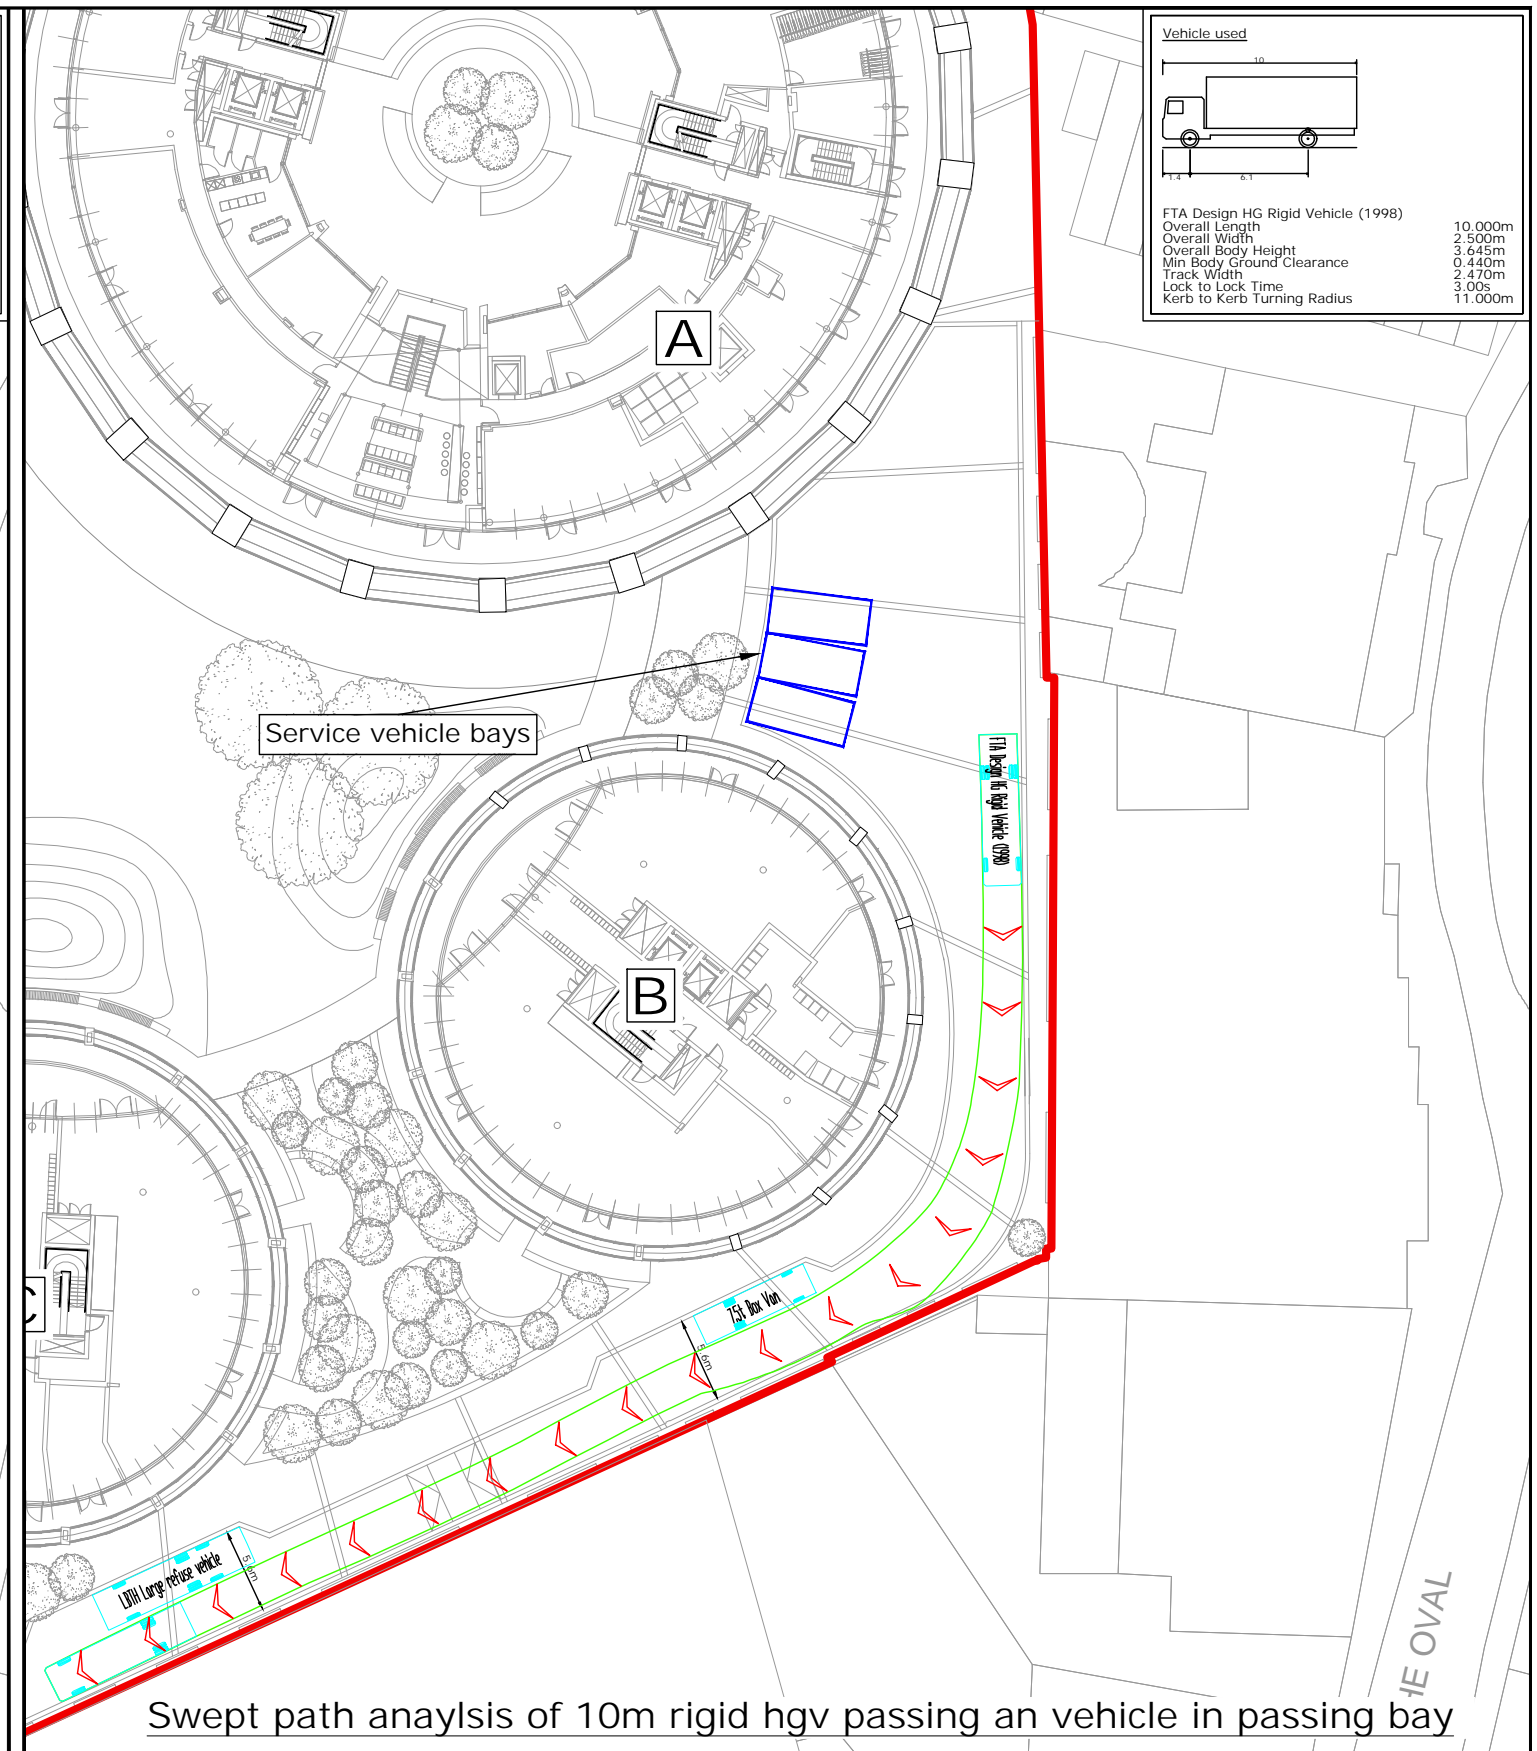 Vehicle used
10
1.4
6.1
FTA Design HG Rigid Vehicle (1998)
Overall Length 10.000m
Overall Width 2.500m
Overall Body Height 3.645m
Min Body Ground Clearance 0.440m
Track Width 2.470m
Lock to Lock Time 3.00s
Kerb to Kerb Turning Radius 11.000m
A
Service vehicle bays
FTA Design HG Rigid Vehicle (1998)
B
C
7.5t Box Van
5.6m
LBTH Large refuse vehicle
5.6m
HE OVAL
Swept path anaylsis of 10m rigid hgv passing an vehicle in passing bay